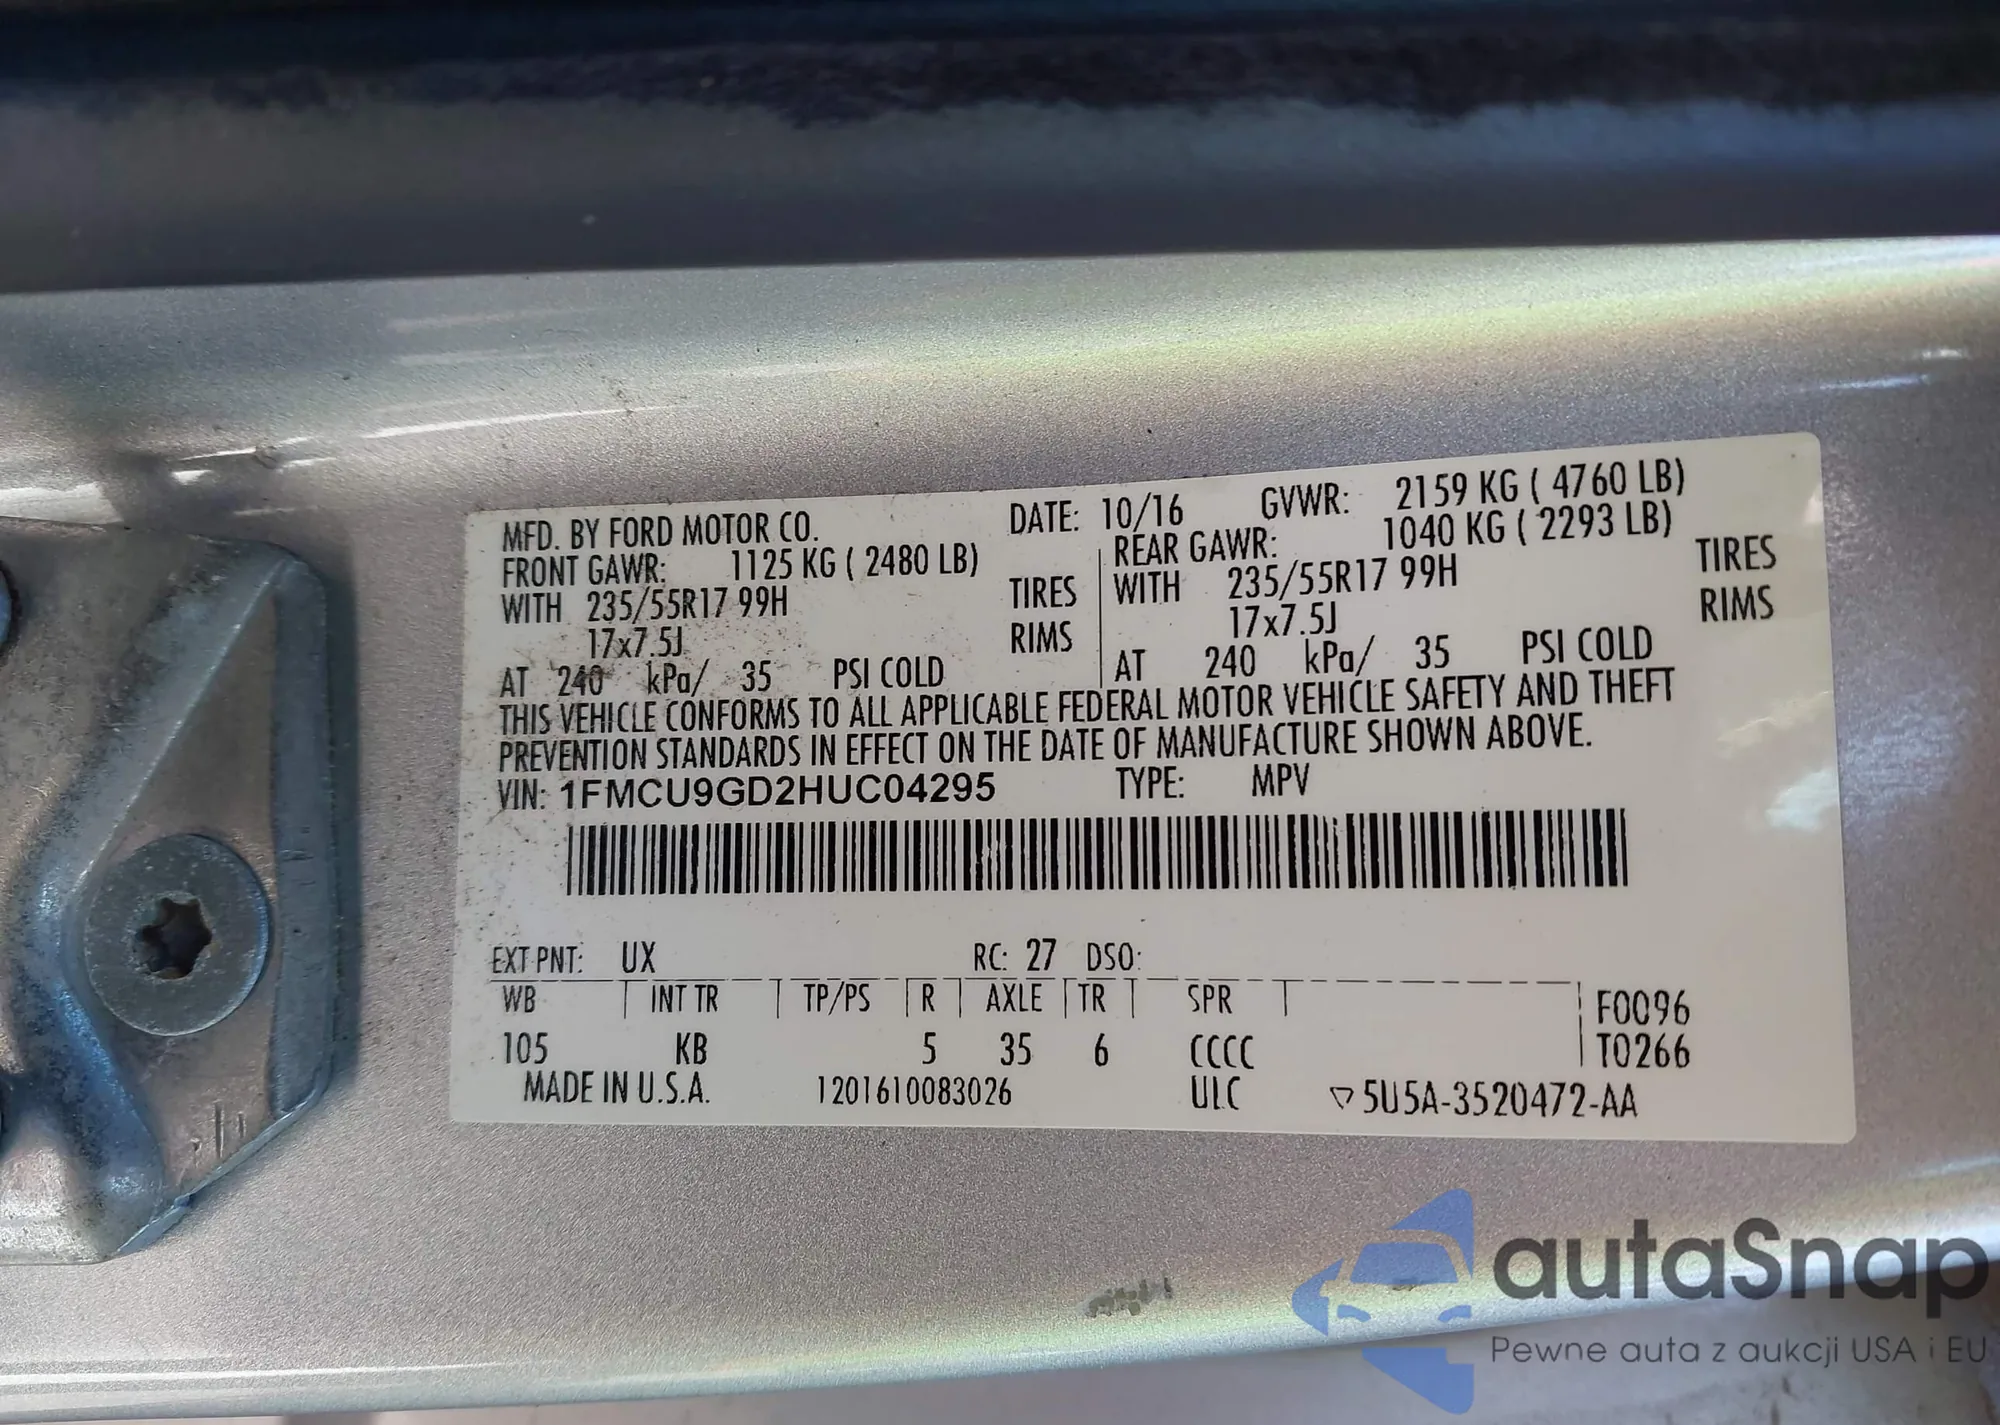 MFD. BY FORD MOTOR CO. DATE: 10/16 GVWR: 2159 KG ( 4760 LB)
FRONT GAWR: 1125 KG ( 2480 LB) REAR GAWR: 1040 KG ( 2293 LB)
WITH 235/55R17 99H TIRES WITH 235/55R17 99H TIRES
17x7.5J RIMS 17x7.5J RIMS
AT 240 kPa/ 35 PSI COLD AT 240 kPa/ 35 PSI COLD
THIS VEHICLE CONFORMS TO ALL APPLICABLE FEDERAL MOTOR VEHICLE SAFETY AND THEFT
PREVENTION STANDARDS IN EFFECT ON THE DATE OF MANUFACTURE SHOWN ABOVE.
VIN: 1FMCU9GD2HUC04295 TYPE: MPV
EXT PNT: UX RC: 27 DSO:
WB INT TR TP/PS R AXLE TR SPR F0096
105 KB 5 35 6 CCCC T0266
MADE IN U.S.A. 1201610083026 ULC ▽5U5A-3520472-AA
autaSnap
Pewne auta z aukcji USA i EU